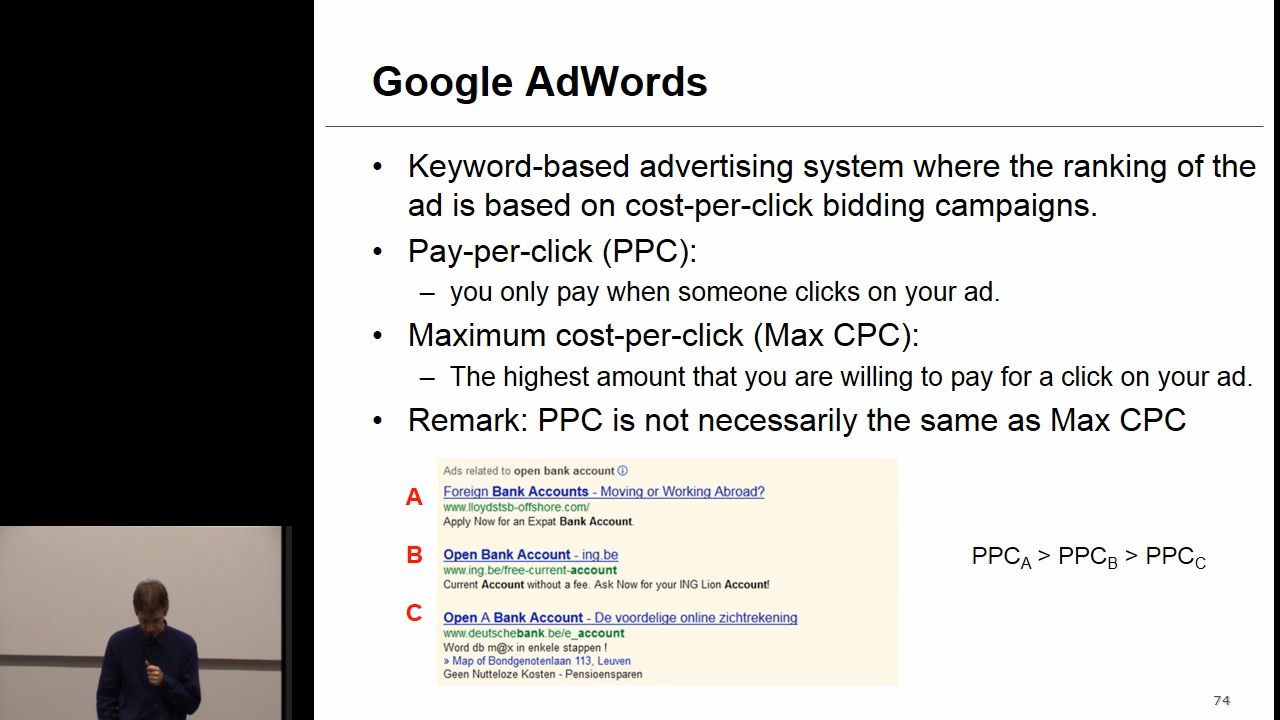 Google AdWords
• Keyword-based advertising system where the ranking of the
ad is based on cost-per-click bidding campaigns.
• Pay-per-click (PPC):
– you only pay when someone clicks on your ad.
• Maximum cost-per-click (Max CPC):
– The highest amount that you are willing to pay for a click on your ad.
• Remark: PPC is not necessarily the same as Max CPC
Ads related to open bank account
A
Foreign Bank Accounts - Moving or Working Abroad?
www.lloydstsb-offshore.com/
Apply Now for an Expat Bank Account.
B
Open Bank Account - ing.be
www.ing.be/free-current-account
Current Account without a fee. Ask Now for your ING Lion Account!
C
Open A Bank Account - De voordelige online zichtrekening
www.deutschebank.be/e_account
Word db m@x in enkele stappen !
» Map of Bondgenotenlaan 113, Leuven
Geen Nutteloze Kosten - Pensioensparen
PPCA > PPCB > PPCC
74